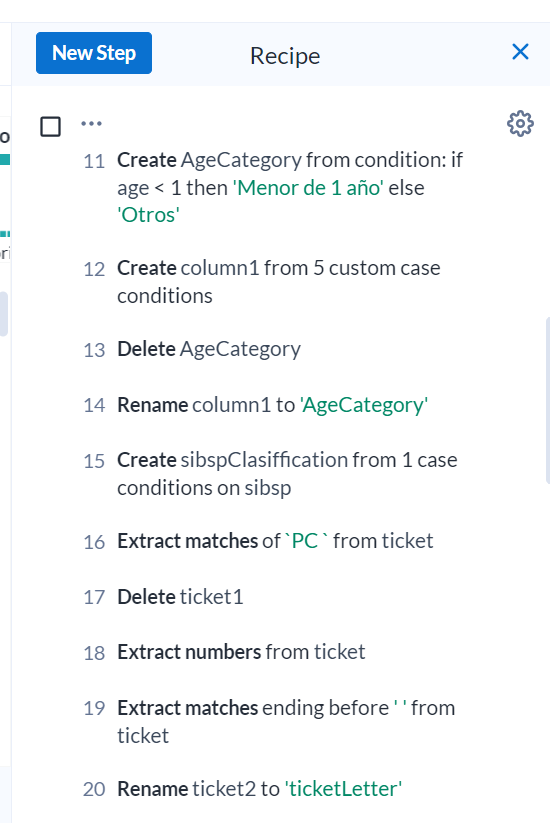 New Step
Recipe
o
...
11 Create AgeCategory from condition: if
age < 1 then 'Menor de 1 año' else
'Otros'
12 Create column1 from 5 custom case
conditions
ri
13 Delete AgeCategory
14 Rename column1 to 'AgeCategory'
15 Create sibspClasiffication from 1 case
conditions on sibsp
16 Extract matches of `PC ` from ticket
17 Delete ticket1
18 Extract numbers from ticket
19 Extract matches ending before ' ' from
ticket
20 Rename ticket2 to 'ticketLetter'